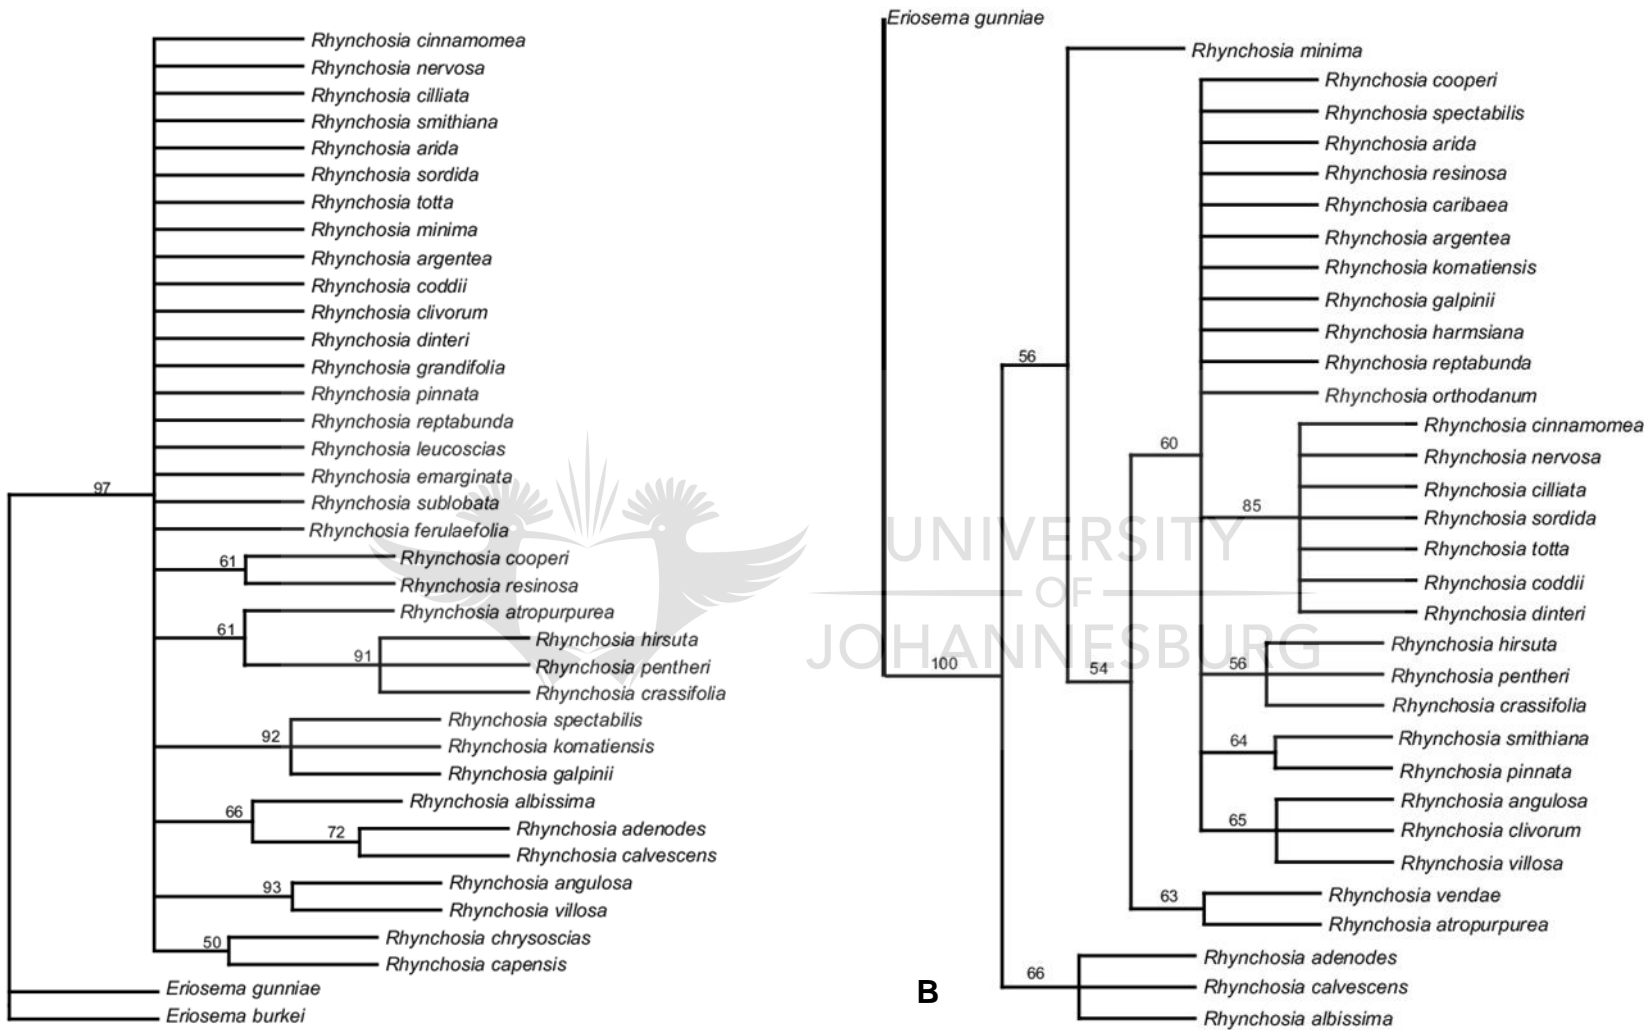 Rhynchosia cinnamomea
Rhynchosia nervosa
Rhynchosia cilliata
Rhynchosia smithiana
Rhynchosia arida
Rhynchosia sordida
Rhynchosia totta
Rhynchosia minima
Rhynchosia argentea
Rhynchosia coddii
Rhynchosia clivorum
Rhynchosia dinteri
Rhynchosia grandifolia
Rhynchosia pinnata
Rhynchosia reptabunda
Rhynchosia leucoscias
Rhynchosia emarginata
97
Rhynchosia sublobata
Rhynchosia ferulaefolia
61
Rhynchosia cooperi
Rhynchosia resinosa
61
Rhynchosia atropurpurea
91
Rhynchosia hirsuta
Rhynchosia pentheri
Rhynchosia crassifolia
92
Rhynchosia spectabilis
Rhynchosia komatiensis
Rhynchosia galpinii
66
Rhynchosia albissima
72
Rhynchosia adenodes
Rhynchosia calvescens
93
Rhynchosia angulosa
Rhynchosia villosa
50
Rhynchosia chrysoscias
Rhynchosia capensis
Eriosema gunniae
Eriosema burkei
Eriosema gunniae
100
56
Rhynchosia minima
54
60
Rhynchosia cooperi
Rhynchosia spectabilis
Rhynchosia arida
Rhynchosia resinosa
Rhynchosia caribaea
Rhynchosia argentea
Rhynchosia komatiensis
Rhynchosia galpinii
Rhynchosia harmsiana
Rhynchosia reptabunda
Rhynchosia orthodanum
85
Rhynchosia cinnamomea
Rhynchosia nervosa
Rhynchosia cilliata
Rhynchosia sordida
Rhynchosia totta
Rhynchosia coddii
Rhynchosia dinteri
56
Rhynchosia hirsuta
Rhynchosia pentheri
Rhynchosia crassifolia
64
Rhynchosia smithiana
Rhynchosia pinnata
65
Rhynchosia angulosa
Rhynchosia clivorum
Rhynchosia villosa
63
Rhynchosia vendae
Rhynchosia atropurpurea
66
Rhynchosia adenodes
Rhynchosia calvescens
Rhynchosia albissima
B
UNIVERSITY
OF
JOHANNESBURG